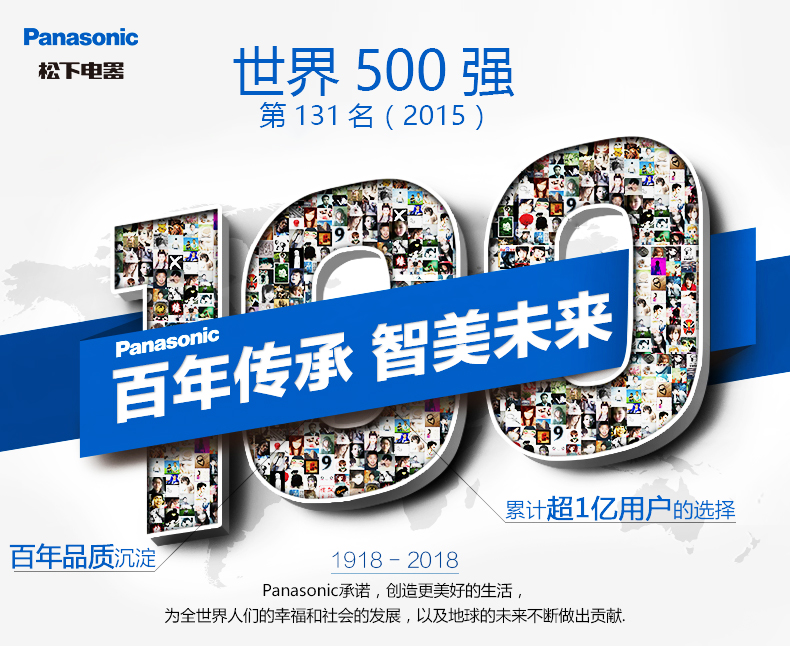 Panasonic
松下电器
世界 500 强
第 131 名（2015）
Panasonic
百年传承 智美未来
累计超1亿用户的选择
百年品质沉淀
1918 – 2018
Panasonic承诺，创造更美好的生活，
为全世界人们的幸福和社会的发展，以及地球的未来不断做出贡献.